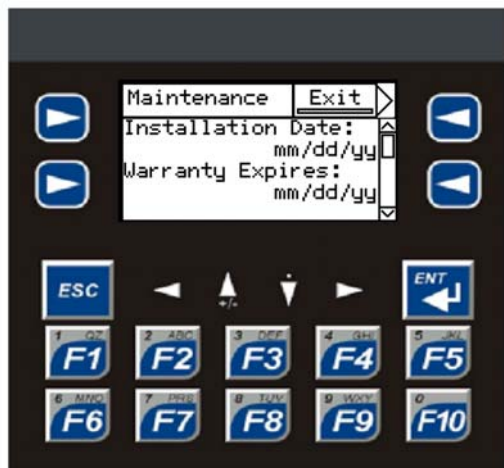 Maintenance Exit
Installation Date:
mm/dd/yy
Warranty Expires:
mm/dd/yy
ESC +/- . ENT
1 QZ 2 ABC 3 DEF 4 GHI 5 JKL
F1 F2 F3 F4 F5
6 MNO 7 PRS 8 TUV 9 WXY 0
F6 F7 F8 F9 F10